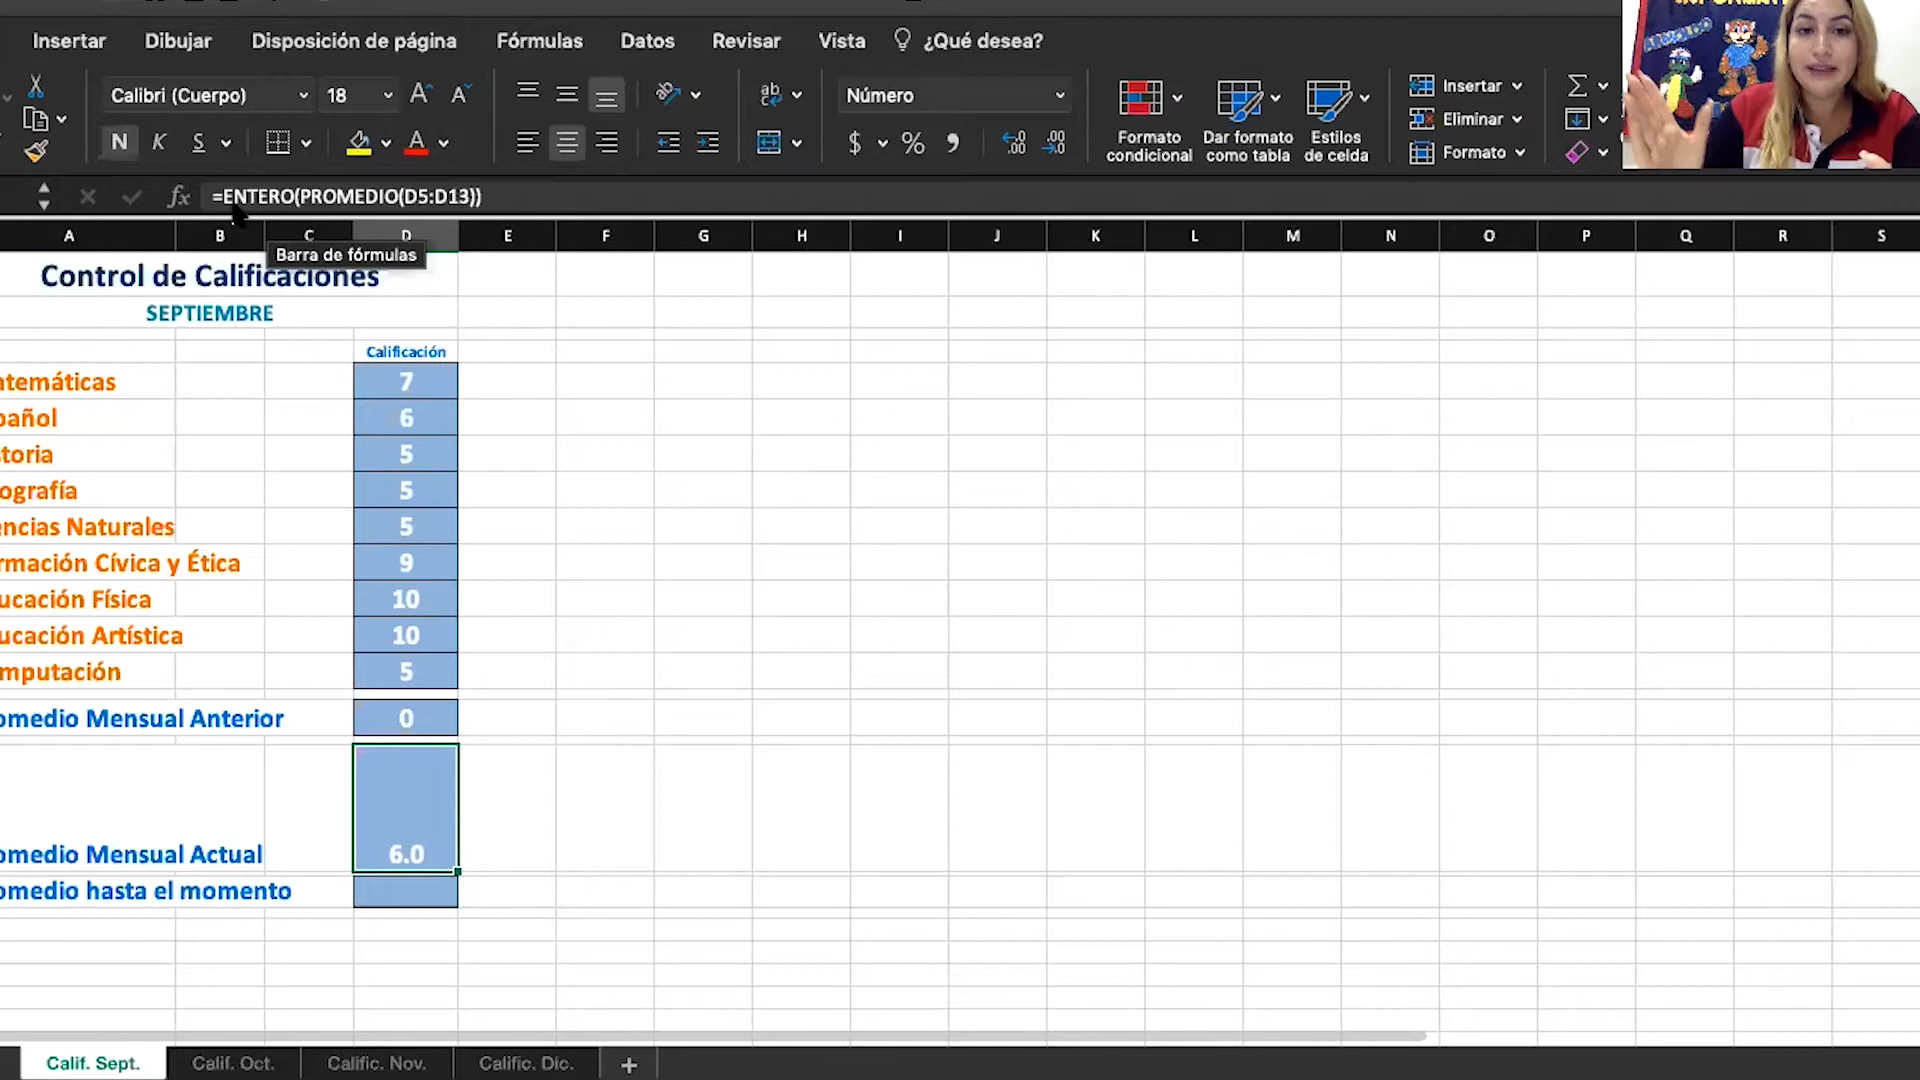 Insertar Dibujar Disposición de página Fórmulas Datos Revisar Vista ¿Qué desea?
Calibri (Cuerpo) 18 Número Formato condicional Dar formato como tabla Estilos de celda Insertar
Eliminar
Formato
N K S
fx =ENTERO(PROMEDIO(D5:D13))
A B C D E F G H I J K L M N O P Q R S
Barra de fórmulas
Control de Calificaciones
SEPTIEMBRE
Calificación
atemáticas 7
pañol 6
toria 5
ografía 5
encias Naturales 5
rmación Cívica y Ética 9
ucación Física 10
ucación Artística 10
mputación 5
omedio Mensual Anterior 0
omedio Mensual Actual 6.0
omedio hasta el momento
Calif. Sept. Calif. Oct. Calific. Nov. Calific. Dic. +